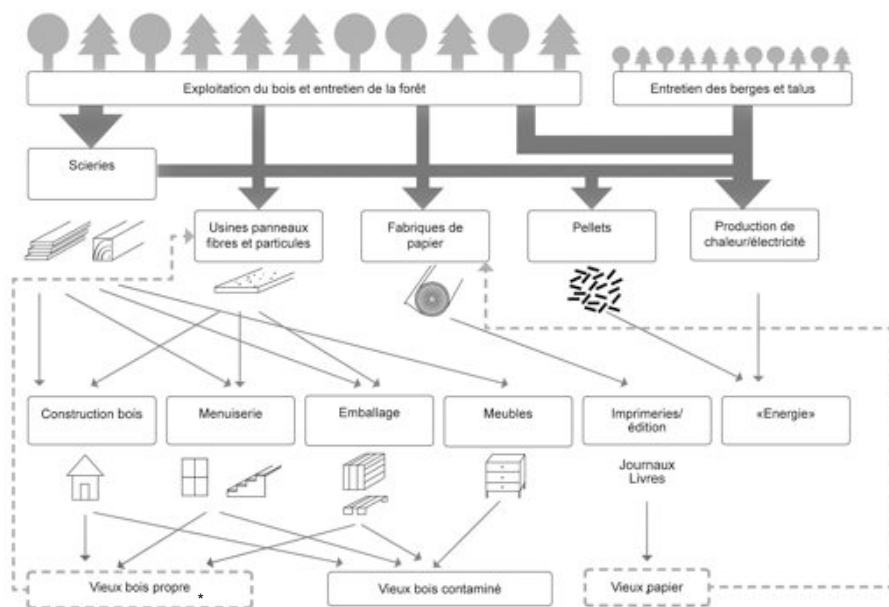 Exploitation du bois et entretien de la forêt
Entretien des berges et talus
Scieries
Usines panneaux
fibres et particules
Fabriques de
papier
Pellets
Production de
chaleur/électricité
Construction bois
Menuiserie
Emballage
Meubles
Imprimeries/
édition
«Energie»
Journaux
Livres
Vieux bois propre
*
Vieux bois contaminé
Vieux papier